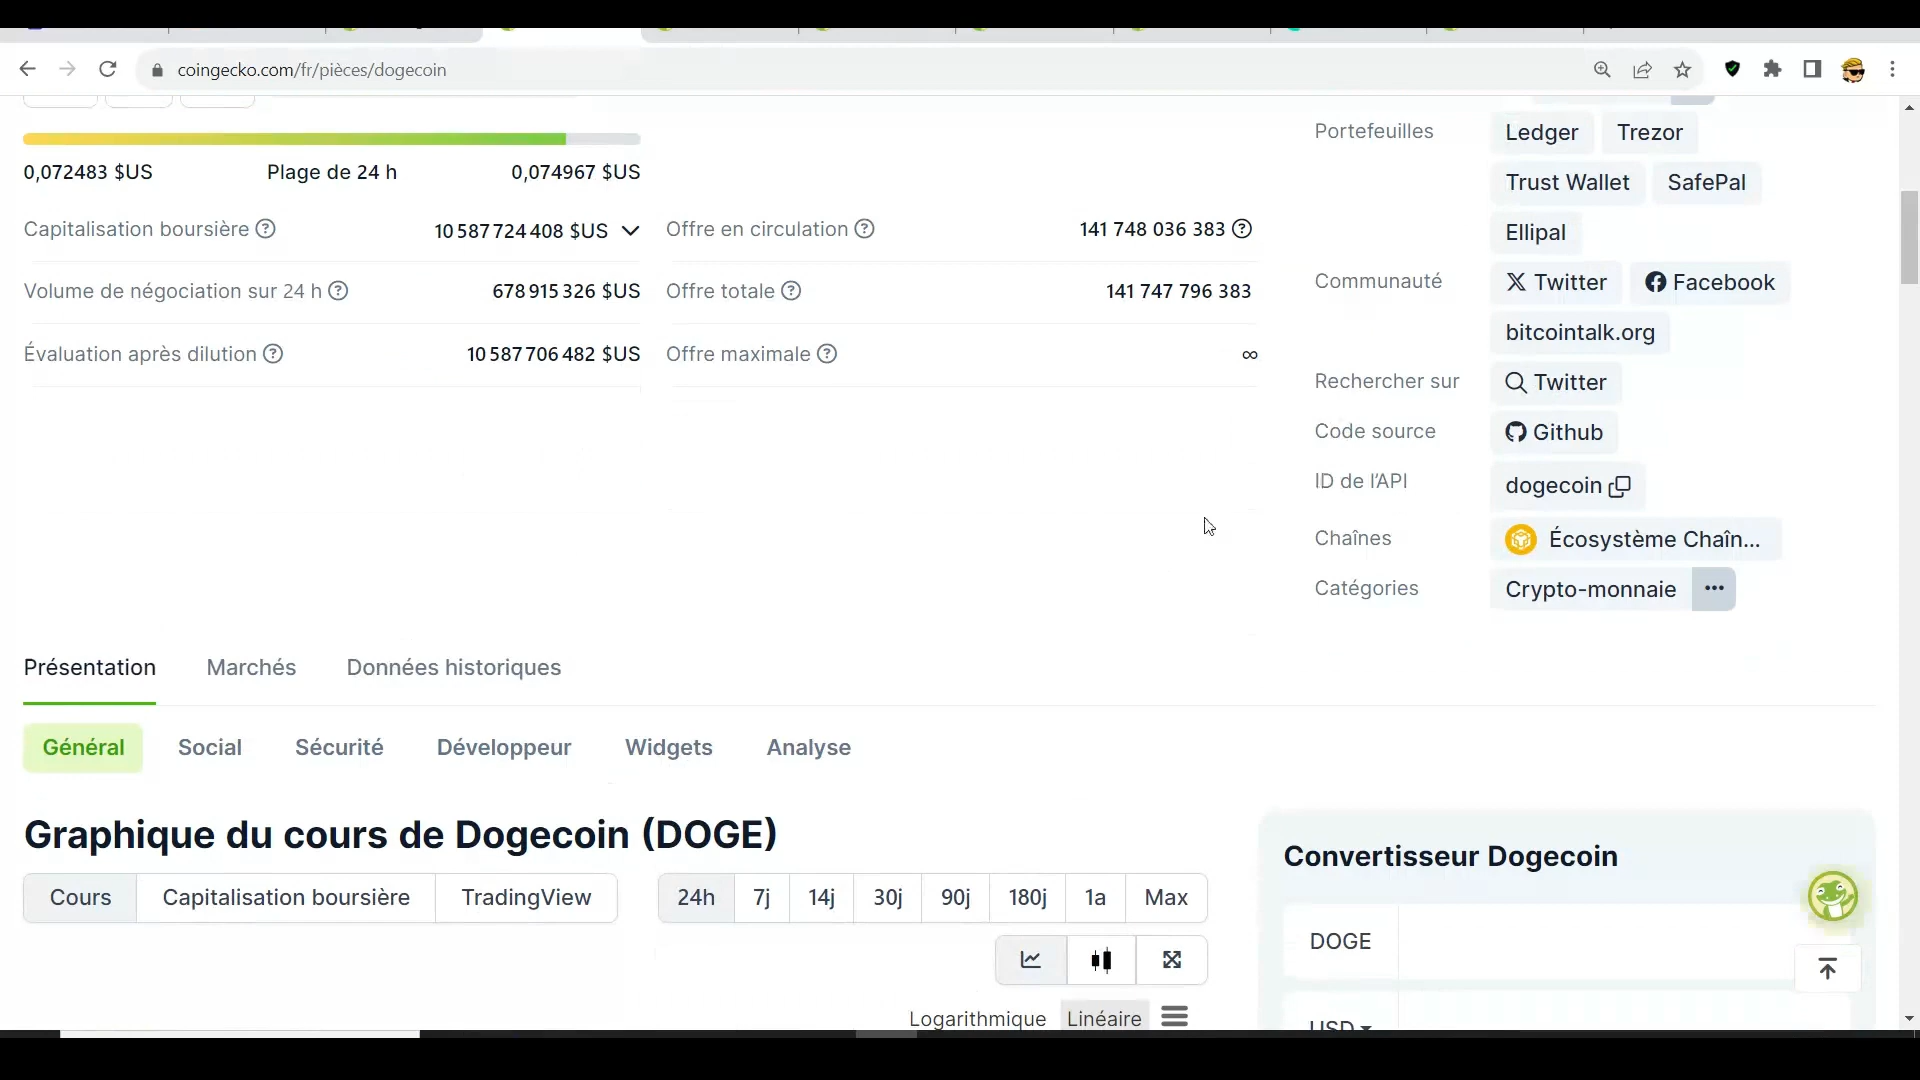 coingecko.com/fr/pièces/dogecoin
0,072483 $US Plage de 24 h 0,074967 $US
Capitalisation boursière 10 587 724 408 $US
Volume de négociation sur 24 h 678 915 326 $US
Évaluation après dilution 10 587 706 482 $US
Offre en circulation 141 748 036 383
Offre totale 141 747 796 383
Offre maximale ∞
Portefeuilles Ledger Trezor
Trust Wallet SafePal
Ellipal
Communauté Twitter Facebook
bitcointalk.org
Rechercher sur Twitter
Code source Github
ID de l'API dogecoin
Chaînes Écosystème Chaîn...
Catégories Crypto-monnaie
Présentation Marchés Données historiques
Général Social Sécurité Développeur Widgets Analyse
Graphique du cours de Dogecoin (DOGE)
Cours Capitalisation boursière TradingView 24h 7j 14j 30j 90j 180j 1a Max
Logarithmique Linéaire
Convertisseur Dogecoin
DOGE
USD